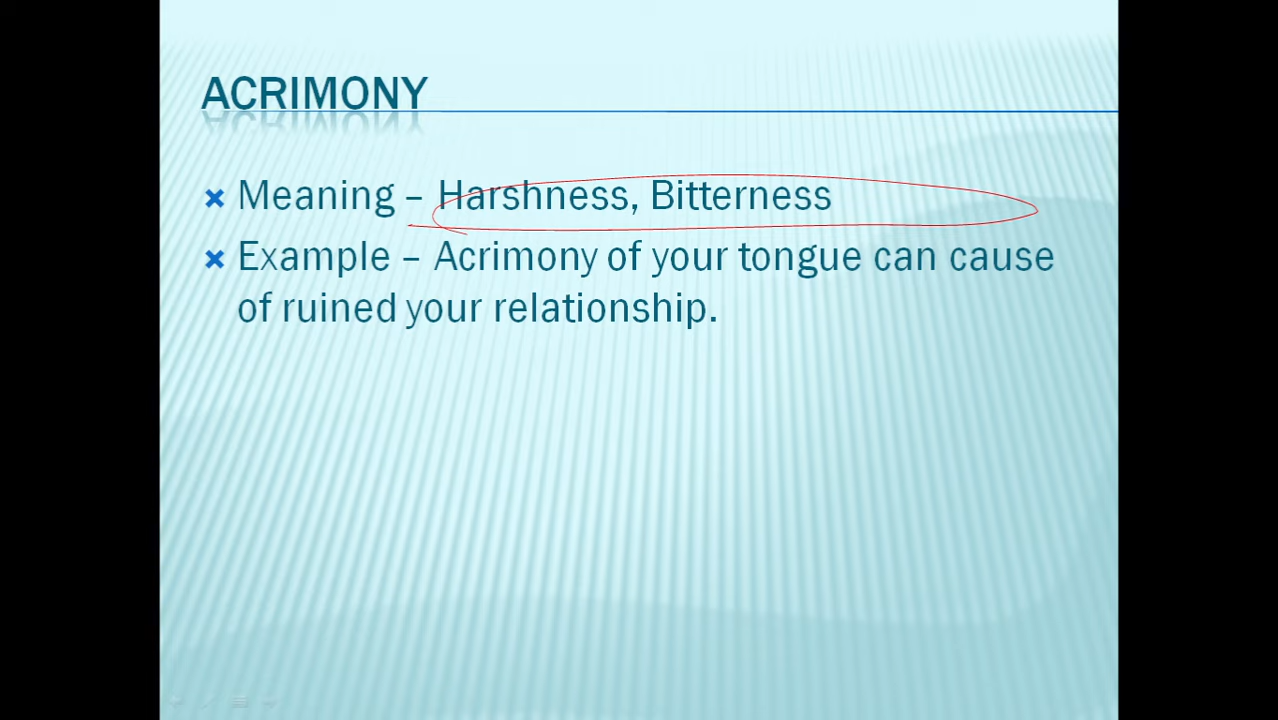 ACRIMONY
Meaning – Harshness, Bitterness
Example – Acrimony of your tongue can cause
of ruined your relationship.